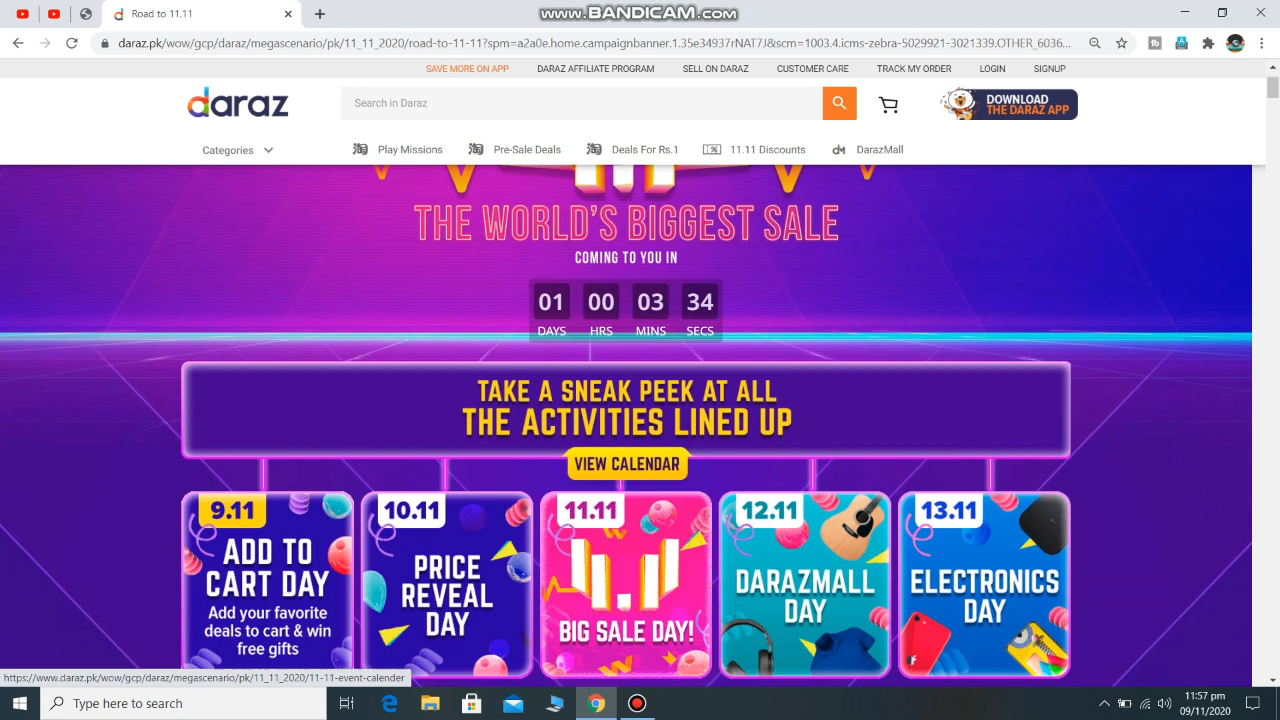 Road to 11.11
www.BANDICAM.com
daraz.pk/wow/gcp/daraz/megascenario/pk/11_11_2020/road-to-11-11?spm=a2a0e.home.campaignbanner.1.35e34937rNAT7J&scm=1003.4.icms-zebra-5029921-3021339.OTHER_6036...
SAVE MORE ON APP
DARAZ AFFILIATE PROGRAM
SELL ON DARAZ
CUSTOMER CARE
TRACK MY ORDER
LOGIN
SIGNUP
daraz
Search in Daraz
DOWNLOAD
THE DARAZ APP
Categories
Play Missions
Pre-Sale Deals
Deals For Rs.1
11.11 Discounts
DarazMall
THE WORLD'S BIGGEST SALE
COMING TO YOU IN
01 00 03 34
DAYS HRS MINS SECS
TAKE A SNEAK PEEK AT ALL
THE ACTIVITIES LINED UP
VIEW CALENDAR
9.11
ADD TO
CART DAY
Add your favorite
deals to cart & win
free gifts
10.11
PRICE
REVEAL
DAY
11.11
11.11
BIG SALE DAY!
12.11
DARAZMALL
DAY
13.11
ELECTRONICS
DAY
https://www.daraz.pk/wow/gcp/daraz/megascenario/pk/11_11_2020/11-11-event-calender
Type here to search
11:57 pm
09/11/2020